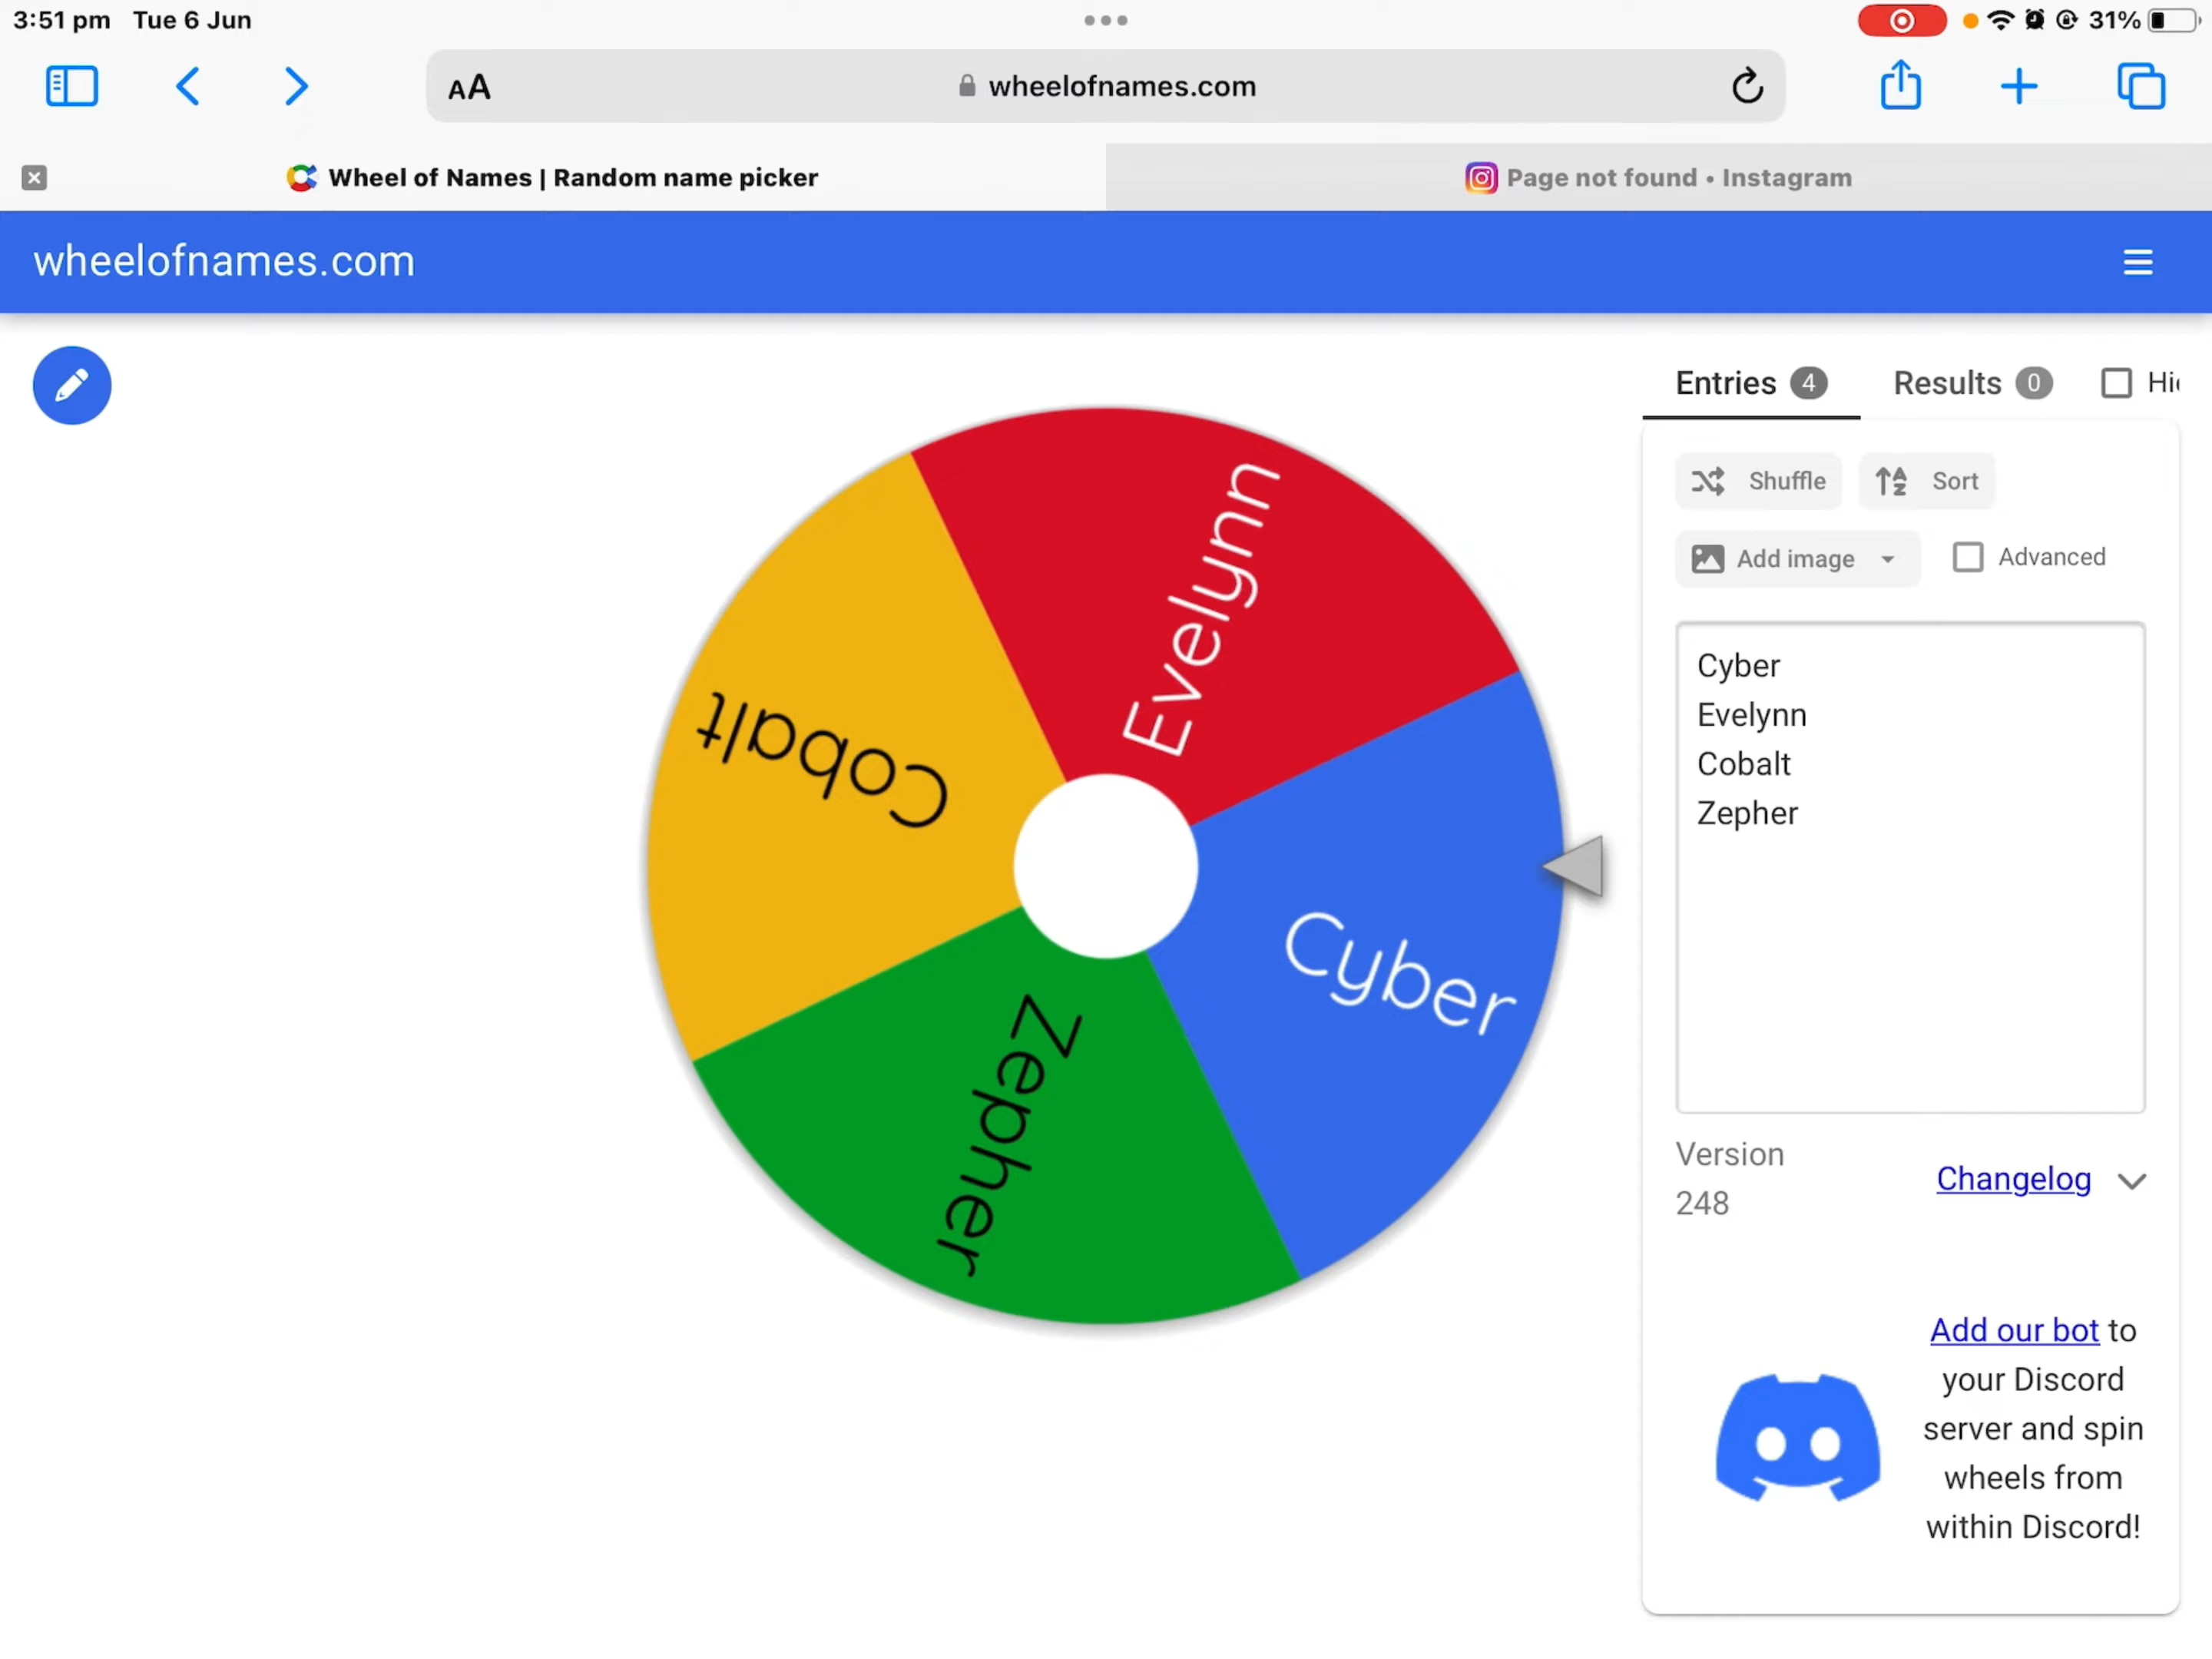 3:51 pm Tue 6 Jun
31%
AA
wheelofnames.com
Wheel of Names | Random name picker
Page not found • Instagram
wheelofnames.com
Entries 4
Results 0
Hi
Shuffle
Sort
Add image
Advanced
Evelynn
Cobalt
Cyber
Zepher
Cyber
Evelynn
Cobalt
Zepher
Version
248
Changelog
Add our bot to
your Discord
server and spin
wheels from
within Discord!